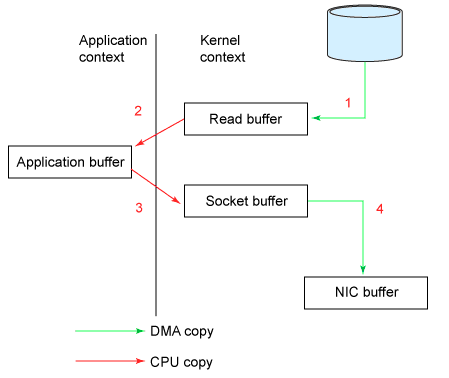 Application
context
Kernel
context
1
2
Read buffer
Application buffer
3
Socket buffer
4
NIC buffer
DMA copy
CPU copy